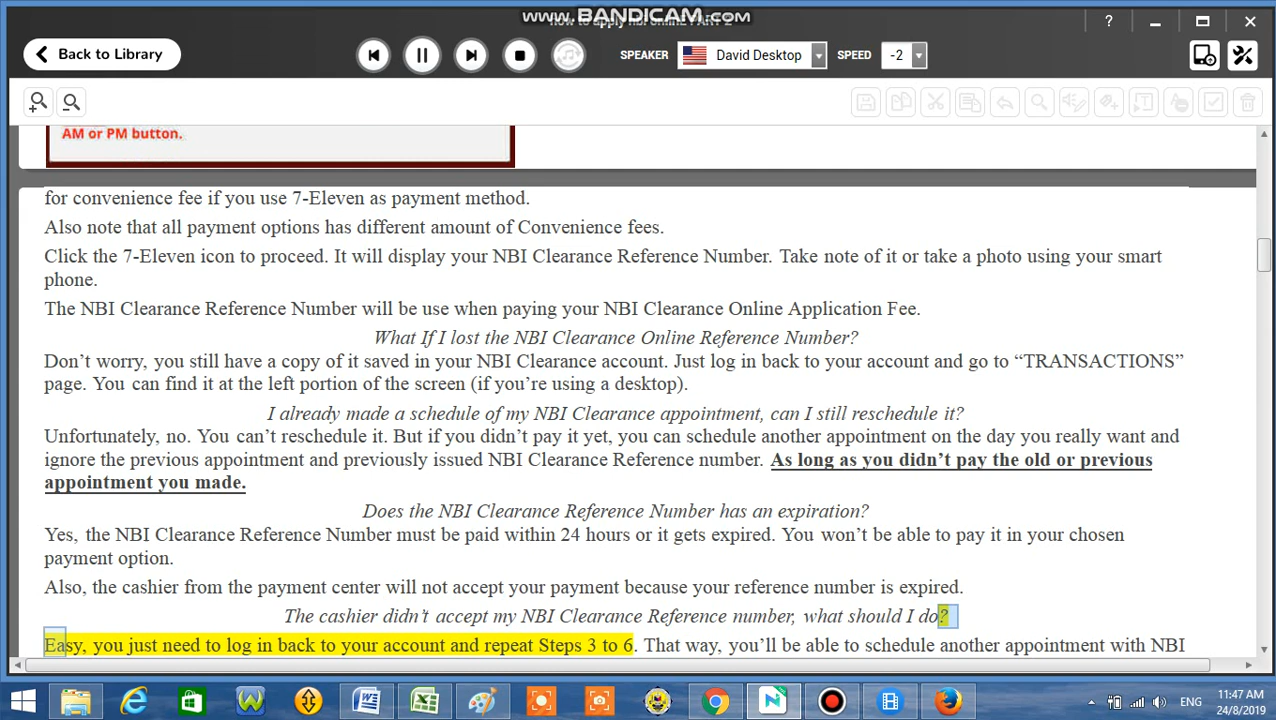 www.BANDICAM.com
how to apply nbi online PART 2
?
Back to Library
SPEAKER
David Desktop
SPEED
-2
AM or PM button.
for convenience fee if you use 7-Eleven as payment method.
Also note that all payment options has different amount of Convenience fees.
Click the 7-Eleven icon to proceed. It will display your NBI Clearance Reference Number. Take note of it or take a photo using your smart
phone.
The NBI Clearance Reference Number will be use when paying your NBI Clearance Online Application Fee.
What If I lost the NBI Clearance Online Reference Number?
Don't worry, you still have a copy of it saved in your NBI Clearance account. Just log in back to your account and go to “TRANSACTIONS”
page. You can find it at the left portion of the screen (if you're using a desktop).
I already made a schedule of my NBI Clearance appointment, can I still reschedule it?
Unfortunately, no. You can't reschedule it. But if you didn't pay it yet, you can schedule another appointment on the day you really want and
ignore the previous appointment and previously issued NBI Clearance Reference number. As long as you didn't pay the old or previous
appointment you made.
Does the NBI Clearance Reference Number has an expiration?
Yes, the NBI Clearance Reference Number must be paid within 24 hours or it gets expired. You won't be able to pay it in your chosen
payment option.
Also, the cashier from the payment center will not accept your payment because your reference number is expired.
The cashier didn't accept my NBI Clearance Reference number, what should I do?
Easy, you just need to log in back to your account and repeat Steps 3 to 6. That way, you'll be able to schedule another appointment with NBI
ENG
11:47 AM
24/8/2019